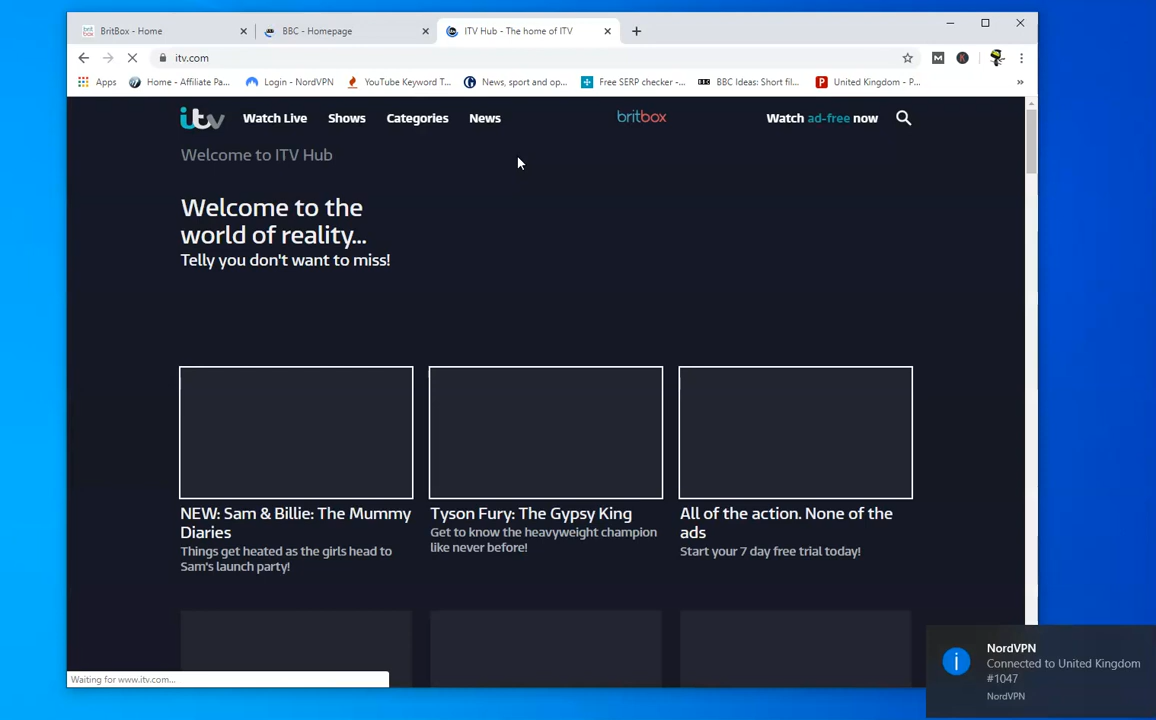 BritBox - Home
BBC - Homepage
ITV Hub - The home of ITV
itv.com
Apps
Home - Affiliate Pa...
Login - NordVPN
YouTube Keyword T...
News, sport and op...
Free SERP checker -...
BBC Ideas: Short fil...
United Kingdom - P...
»
itv
Watch Live
Shows
Categories
News
britbox
Watch ad-free now
Welcome to ITV Hub
Welcome to the
world of reality...
Telly you don't want to miss!
NEW: Sam & Billie: The Mummy
Diaries
Things get heated as the girls head to
Sam's launch party!
Tyson Fury: The Gypsy King
Get to know the heavyweight champion
like never before!
All of the action. None of the
ads
Start your 7 day free trial today!
Waiting for www.itv.com...
NordVPN
Connected to United Kingdom
#1047
NordVPN